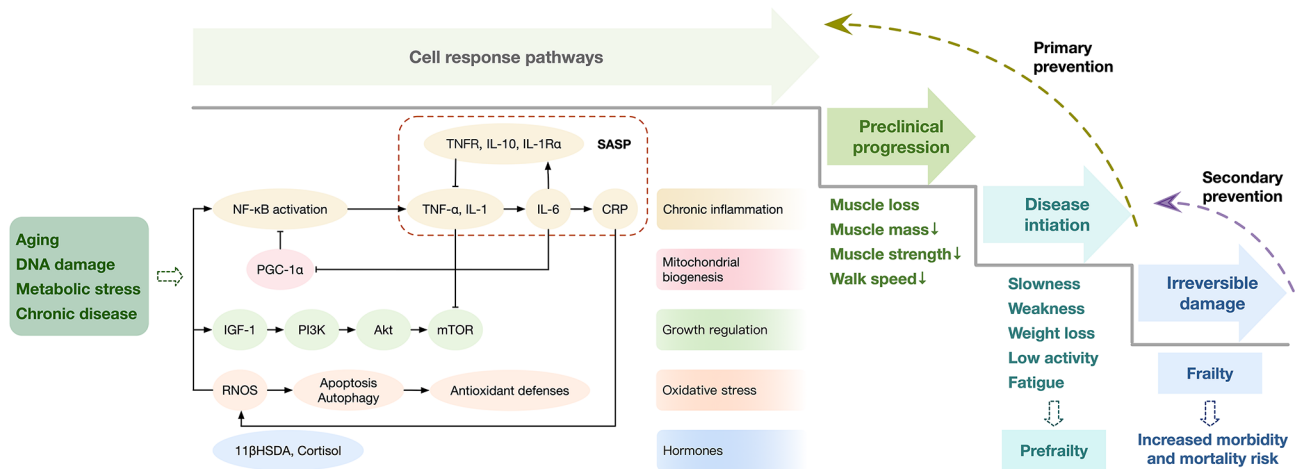 Cell response pathways
Primary
prevention
Preclinical
progression
Secondary
prevention
TNFR, IL-10, IL-1Rα
SASP
NF-κB activation
TNF-α, IL-1
IL-6
CRP
Chronic inflammation
Muscle loss
Muscle mass↓
Muscle strength↓
Walk speed↓
Disease
intiation
Aging
DNA damage
Metabolic stress
Chronic disease
PGC-1α
Mitochondrial
biogenesis
Irreversible
damage
IGF-1
PI3K
Akt
mTOR
Growth regulation
Slowness
Weakness
Weight loss
Low activity
Fatigue
RNOS
Apoptosis
Autophagy
Antioxidant defenses
Oxidative stress
Frailty
11βHSDA, Cortisol
Hormones
Prefrailty
Increased morbidity
and mortality risk